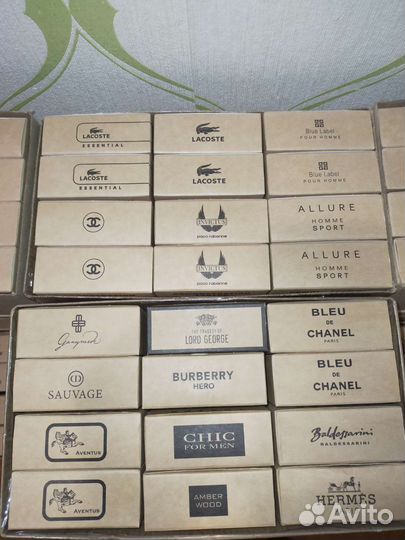 LACOSTE
ESSENTIAL
LACOSTE
Blue Label
POUR HOMME
LACOSTE
ESSENTIAL
LACOSTE
Blue Label
POUR HOMME
INVICTUS
paco rabanne
ALLURE
HOMME
SPORT
INVICTUS
paco rabanne
ALLURE
HOMME
SPORT
Ganymed
THE TRAGEDY OF
LORD GEORGE
BLEU
DE
CHANEL
PARIS
SAUVAGE
BURBERRY
HERO
BLEU
DE
CHANEL
PARIS
AVENTUS
CHIC
FOR MEN
Baldessarini
BALDESSARINI
AVENTUS
AMBER
WOOD
HERMÈS
Avito